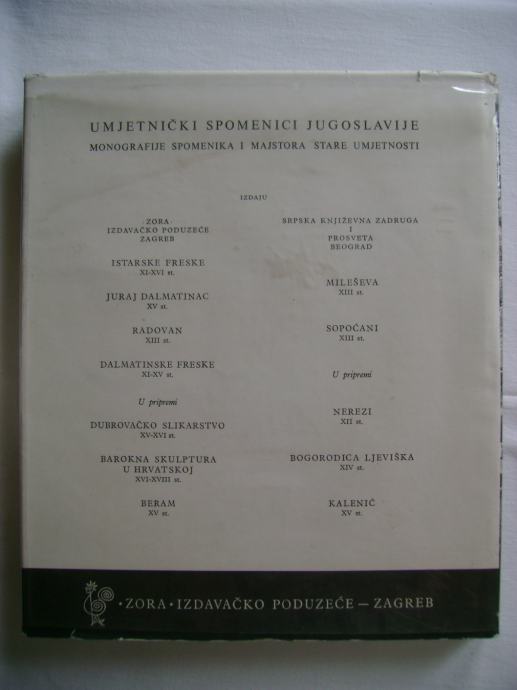 UMJETNIČKI SPOMENICI JUGOSLAVIJE
MONOGRAFIJE SPOMENIKA I MAJSTORA STARE UMJETNOSTI
IZDAJU
ZORA
IZDAVAČKO PODUZEĆE
ZAGREB
ISTARSKE FRESKE
XI-XVI st.
JURAJ DALMATINAC
XV st.
RADOVAN
XIII st.
DALMATINSKE FRESKE
XI-XV st.
U pripremi
DUBROVAČKO SLIKARSTVO
XV-XVI st.
BAROKNA SKULPTURA
U HRVATSKOJ
XVI-XVIII st.
BERAM
XV st.
SRPSKA KNJIŽEVNA ZADRUGA
I
PROSVETA
BEOGRAD
MILEŠEVA
XIII st.
SOPOĆANI
XIII st.
U pripremi
NEREZI
XII st.
BOGORODICA LJEVIŠKA
XIV st.
KALENIĆ
XV st.
·ZORA·IZDAVAČKO PODUZEĆE — ZAGREB